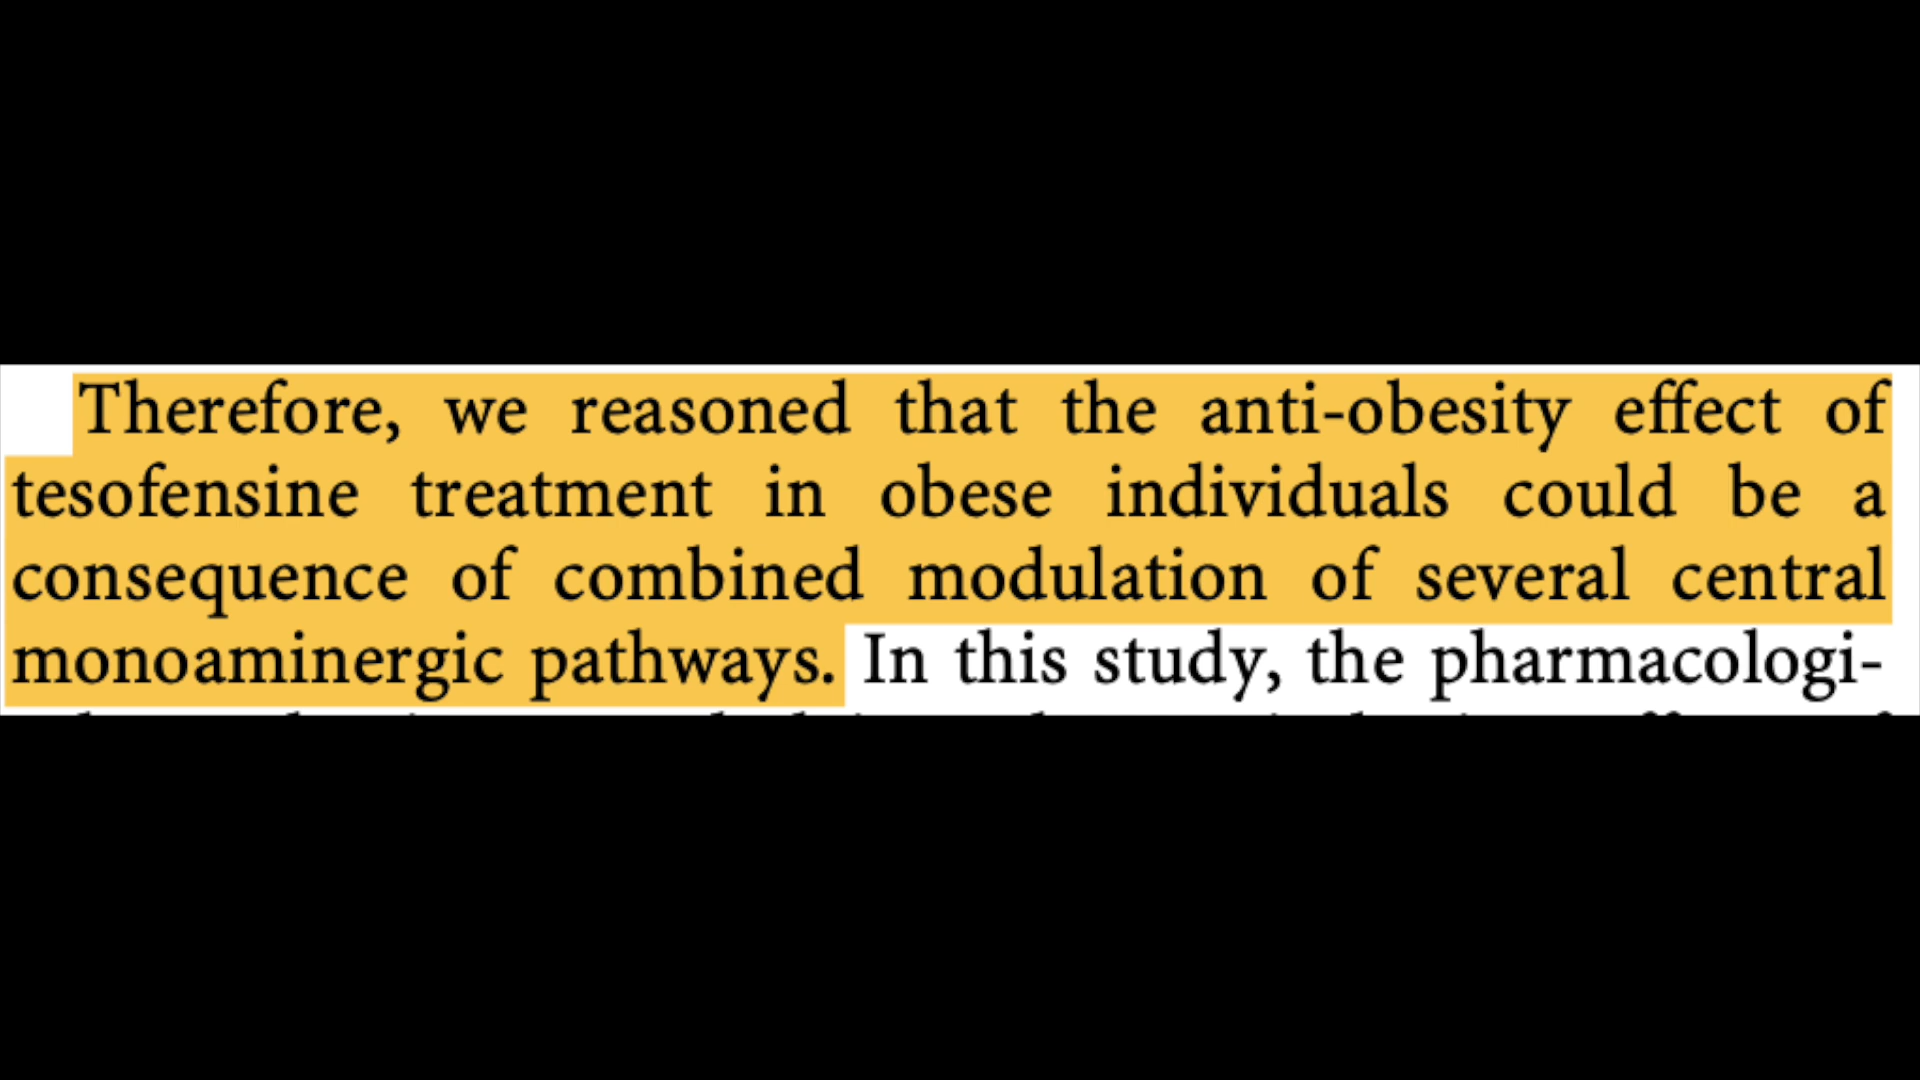 Therefore, we reasoned that the anti-obesity effect of
tesofensine treatment in obese individuals could be a
consequence of combined modulation of several central
monoaminergic pathways. In this study, the pharmacologi-